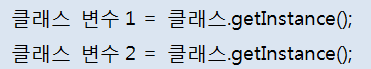 클래스 변수 1 = 클래스.getInstance();
클래스 변수 2 = 클래스.getInstance();